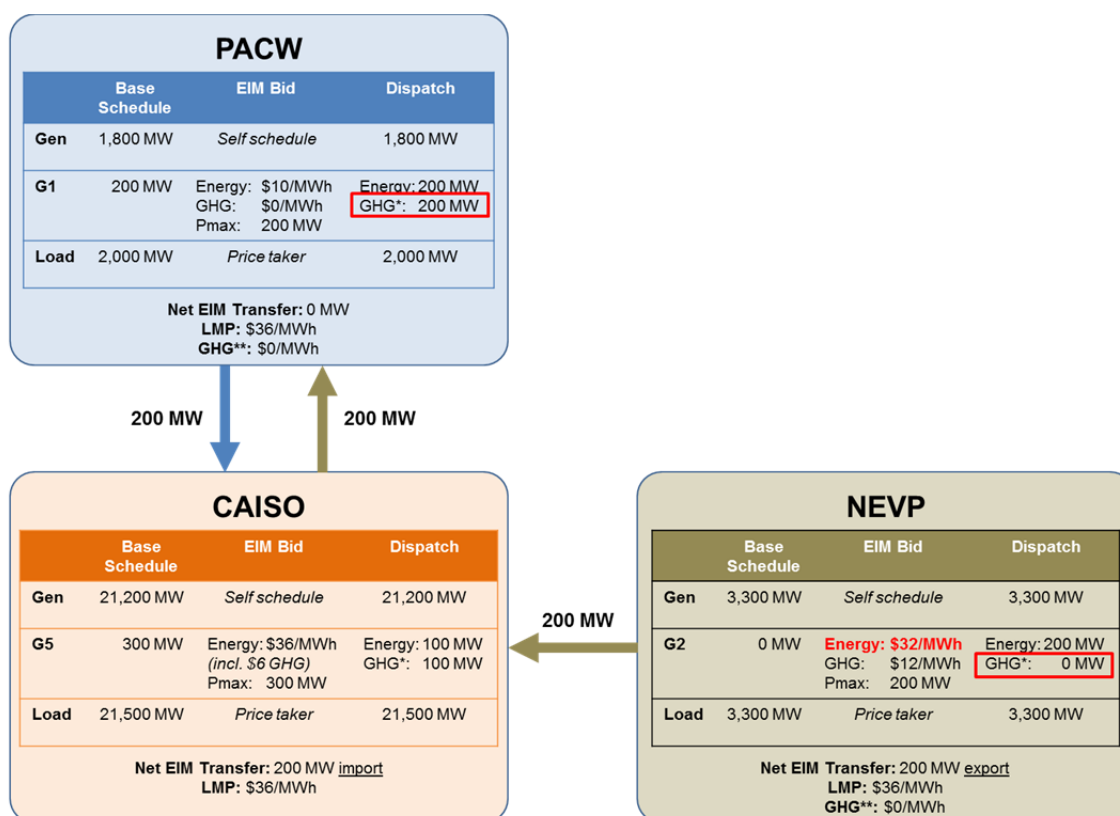 PACW
Base Schedule EIM Bid Dispatch
Gen 1,800 MW Self schedule 1,800 MW
G1 200 MW Energy: $10/MWh Energy: 200 MW
GHG: $0/MWh GHG*: 200 MW
Pmax: 200 MW
Load 2,000 MW Price taker 2,000 MW
Net EIM Transfer: 0 MW
LMP: $36/MWh
GHG**: $0/MWh
200 MW 200 MW
CAISO
Base Schedule EIM Bid Dispatch
Gen 21,200 MW Self schedule 21,200 MW
G5 300 MW Energy: $36/MWh Energy: 100 MW
(incl. $6 GHG) GHG*: 100 MW
Pmax: 300 MW
Load 21,500 MW Price taker 21,500 MW
Net EIM Transfer: 200 MW import
LMP: $36/MWh
200 MW
NEVP
Base Schedule EIM Bid Dispatch
Gen 3,300 MW Self schedule 3,300 MW
G2 0 MW Energy: $32/MWh Energy: 200 MW
GHG: $12/MWh GHG*: 0 MW
Pmax: 200 MW
Load 3,300 MW Price taker 3,300 MW
Net EIM Transfer: 200 MW export
LMP: $36/MWh
GHG**: $0/MWh